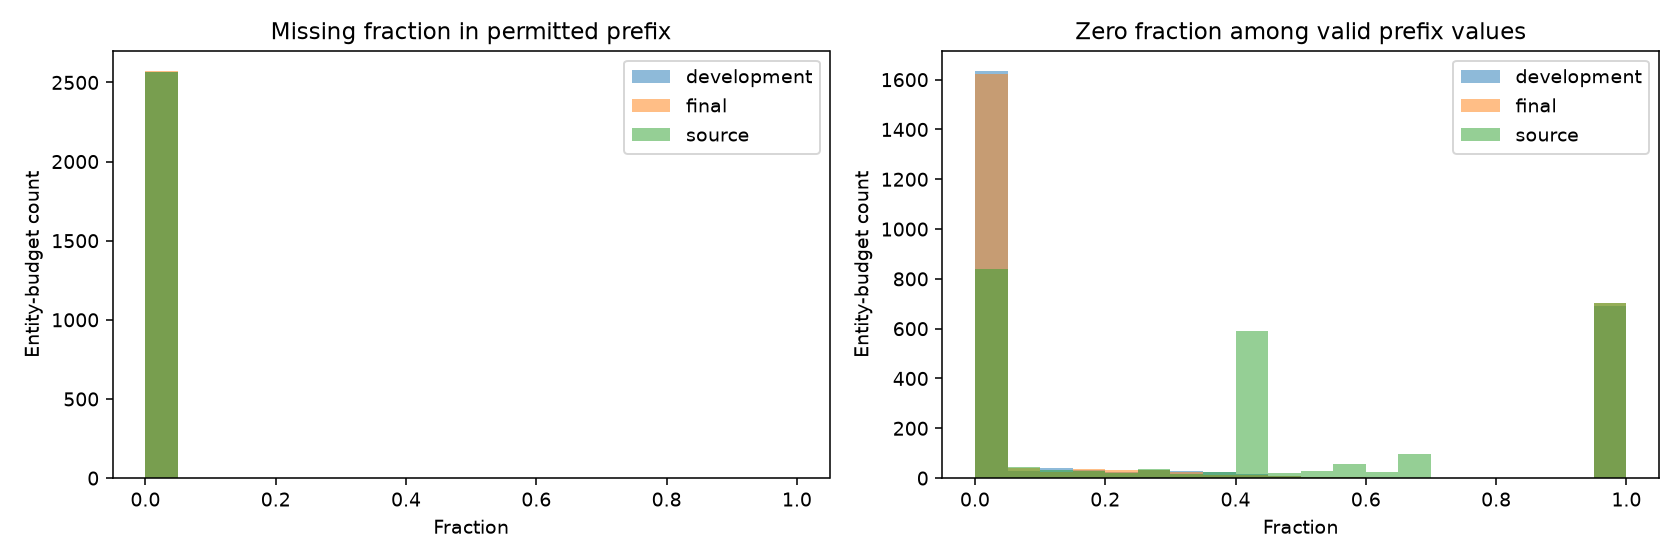 Missing fraction in permitted prefix
development
final
source
2500
2000
1500
1000
500
0
Entity-budget count
0.0 0.2 0.4 0.6 0.8 1.0
Fraction
Zero fraction among valid prefix values
development
final
source
1600
1400
1200
1000
800
600
400
200
0
Entity-budget count
0.0 0.2 0.4 0.6 0.8 1.0
Fraction